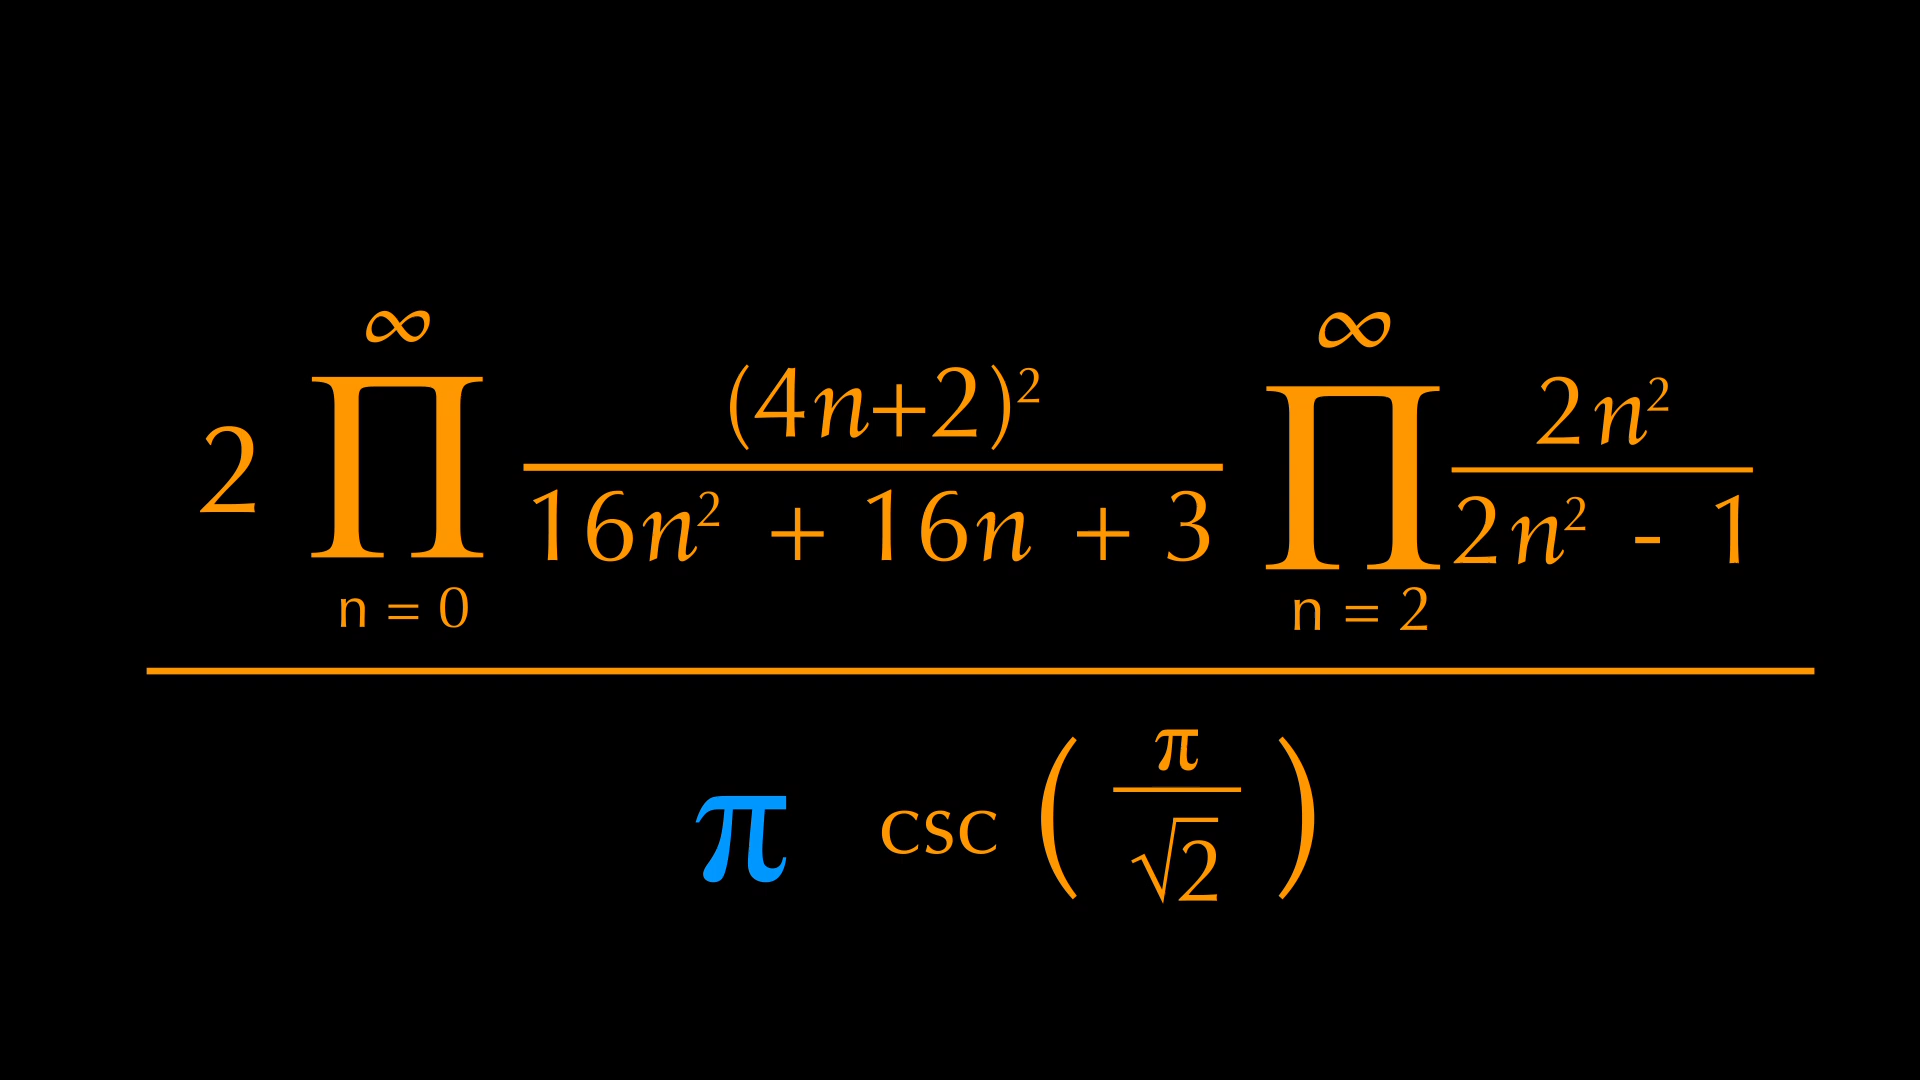 ∞ ∞
2 ∏ (4n+2)² / 16n² + 16n + 3 ∏ 2n² / 2n² - 1
n = 0 n = 2
π csc ( π / √2 )